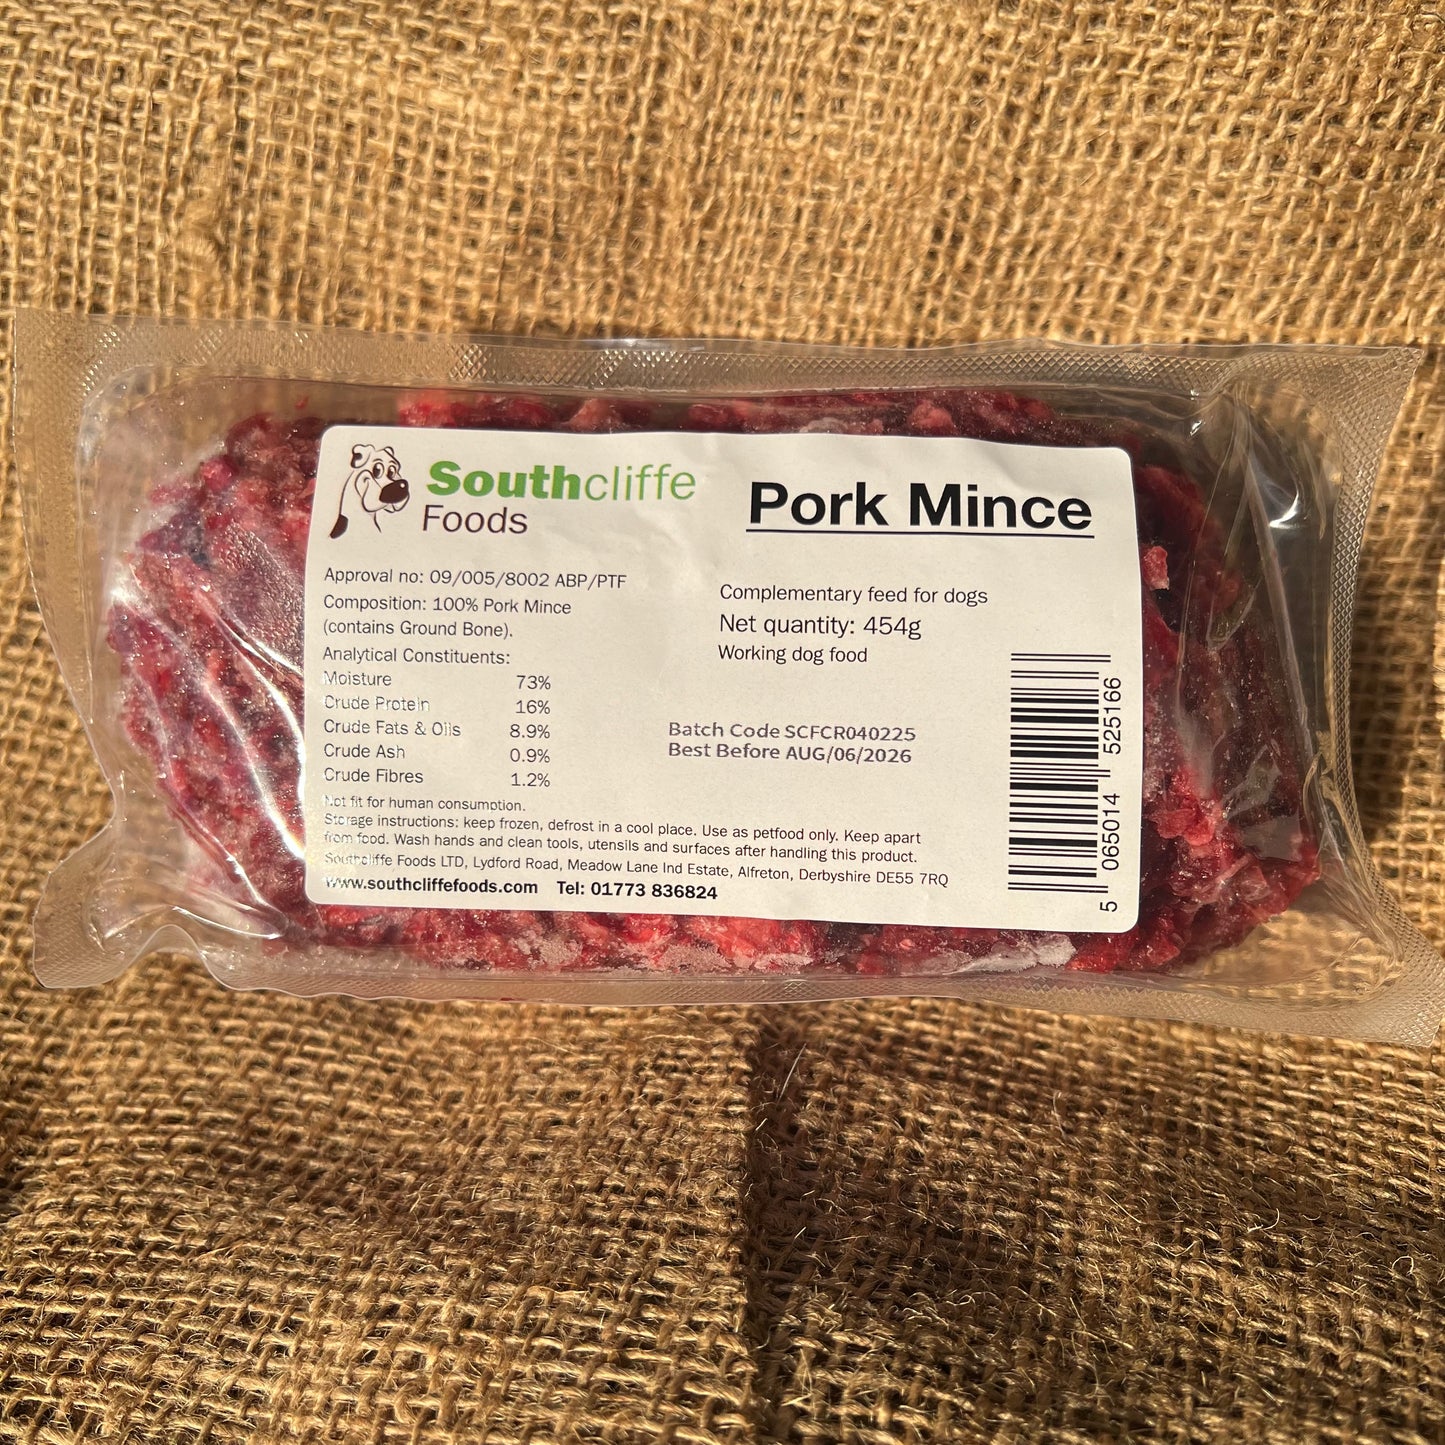 Southcliffe
Foods
Pork Mince
Approval no: 09/005/8002 ABP/PTF
Composition: 100% Pork Mince
(contains Ground Bone).
Analytical Constituents:
Moisture 73%
Crude Protein 16%
Crude Fats & Oils 8.9%
Crude Ash 0.9%
Crude Fibres 1.2%
Complementary feed for dogs
Net quantity: 454g
Working dog food
Batch Code SCFCR040225
Best Before AUG/06/2026
Not fit for human consumption.
Storage instructions: keep frozen, defrost in a cool place. Use as petfood only. Keep apart
from food. Wash hands and clean tools, utensils and surfaces after handling this product.
Southcliffe Foods LTD, Lydford Road, Meadow Lane Ind Estate, Alfreton, Derbyshire DE55 7RQ
www.southcliffefoods.com Tel: 01773 836824
5 065014 525166